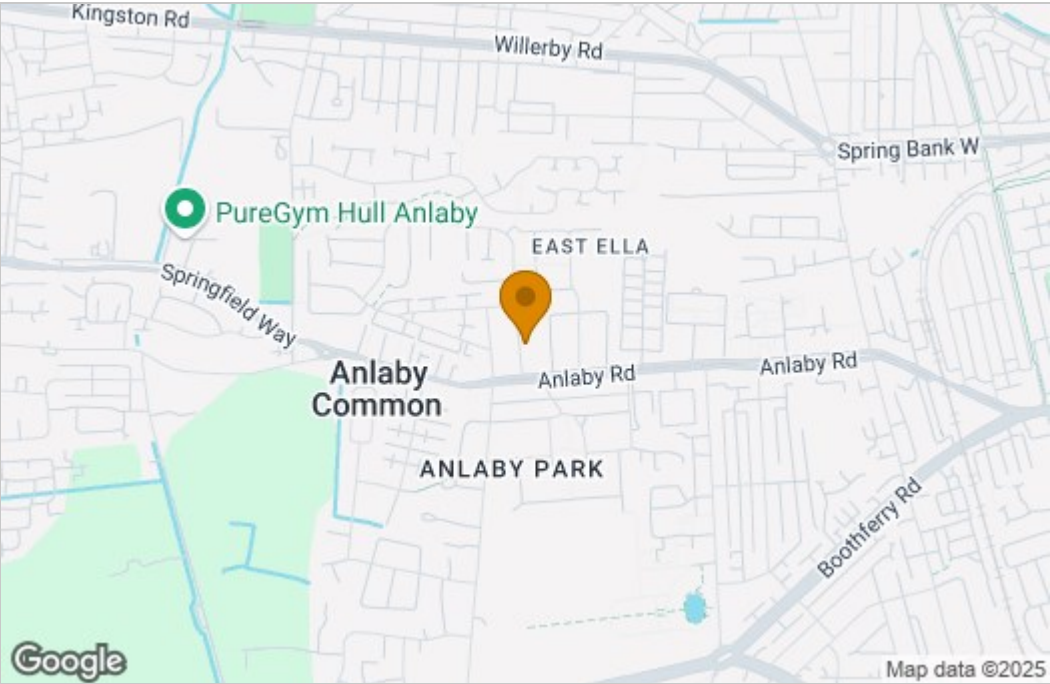 Kingston Rd
Willerby Rd
Spring Bank W
PureGym Hull Anlaby
EAST ELLA
Springfield Way
Anlaby Rd
Anlaby Rd
Anlaby
Common
ANLABY PARK
Boothferry Rd
Google
Map data ©2025